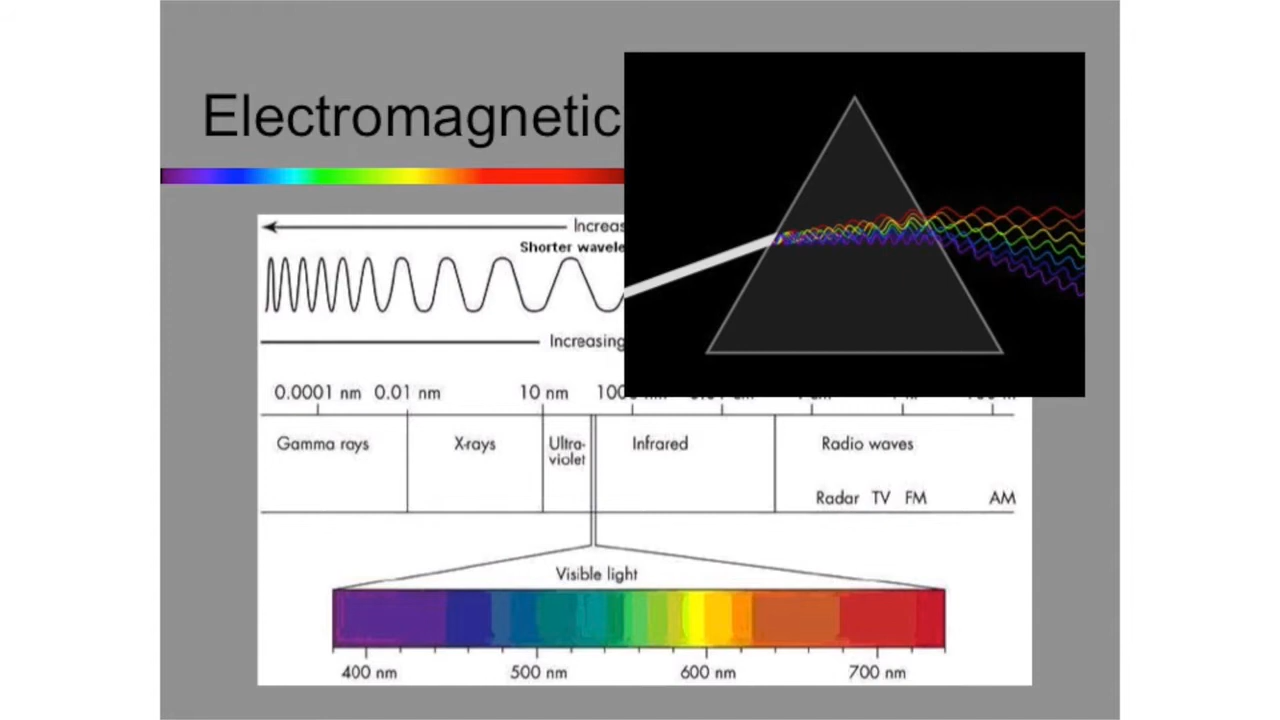 Electromagnetic
Increas
Shorter wavele
Increasing
0.0001 nm 0.01 nm 10 nm
Gamma rays X-rays Ultra-violet Infrared Radio waves
Radar TV FM AM
Visible light
400 nm 500 nm 600 nm 700 nm